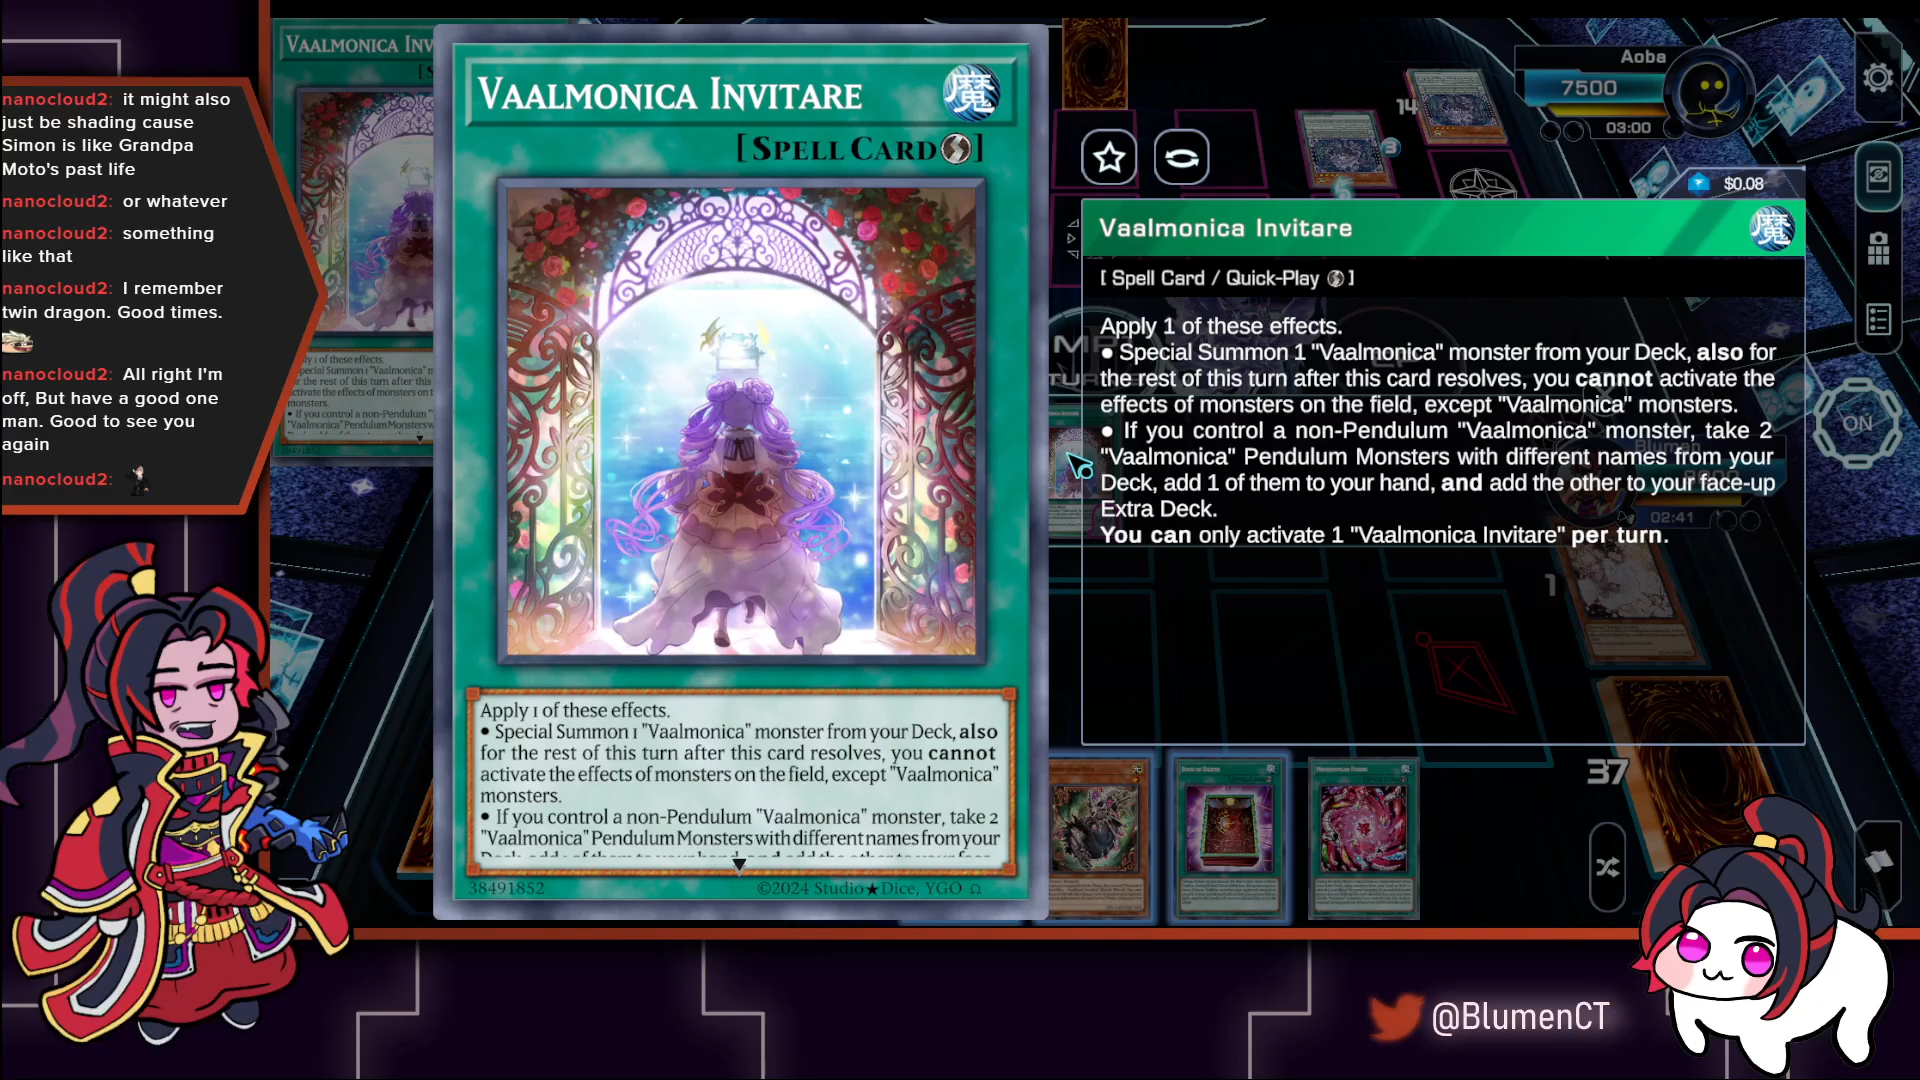 nanocloud2: it might also
just be shading cause
Simon is like Grandpa
Moto's past life
nanocloud2: or whatever
nanocloud2: something
like that
nanocloud2: I remember
twin dragon. Good times.
nanocloud2: All right I'm
off, But have a good one
man. Good to see you
again
nanocloud2:
VAALMONICA INV
VAALMONICA INVITARE
魔
[SPELL CARD]
Apply 1 of these effects.
• Special Summon 1 "Vaalmonica" monster from your Deck, also
for the rest of this turn after this card resolves, you cannot
activate the effects of monsters on the field, except "Vaalmonica"
monsters.
• If you control a non-Pendulum "Vaalmonica" monster, take 2
"Vaalmonica" Pendulum Monsters with different names from your
38491852
©2024 Studio★Dice, YGO Ω
Aoba
7500
03:00
14
3
$0.08
Vaalmonica Invitare
魔
[ Spell Card / Quick-Play ]
Apply 1 of these effects.
● Special Summon 1 "Vaalmonica" monster from your Deck, also for
the rest of this turn after this card resolves, you cannot activate the
effects of monsters on the field, except "Vaalmonica" monsters.
● If you control a non-Pendulum "Vaalmonica" monster, take 2
"Vaalmonica" Pendulum Monsters with different names from your
Deck, add 1 of them to your hand, and add the other to your face-up
Extra Deck.
You can only activate 1 "Vaalmonica Invitare" per turn.
ON
Blumen
02:41
1
37
@BlumenCT